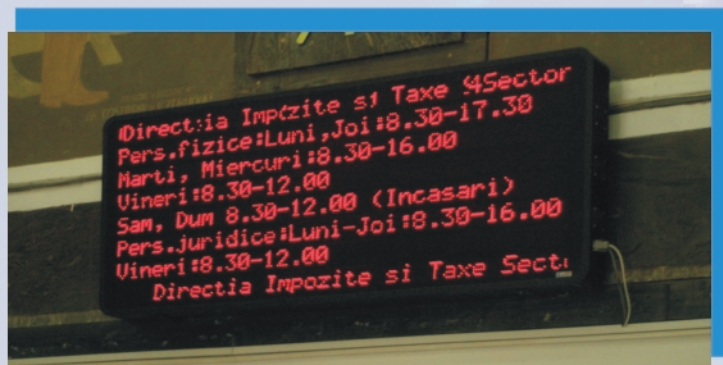 Direct:ia Impozite si Taxe 4Sector
Pers.fizice:Luni,Joi:8.30-17.30
Marti, Miercuri:8.30-16.00
Vineri:8.30-12.00
Sam, Dum 8.30-12.00 (Incasari)
Pers.juridice:Luni-Joi:8.30-16.00
Vineri:8.30-12.00
Directia Impozite si Taxe Sect